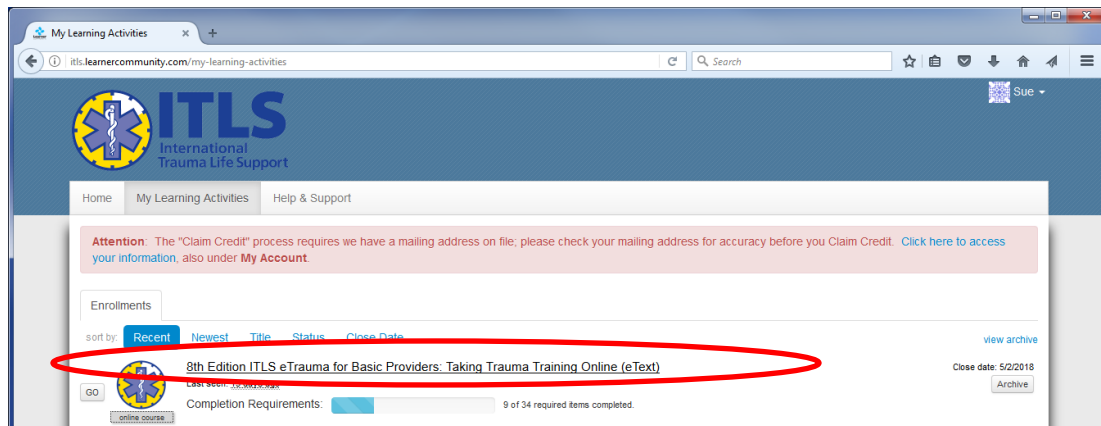 My Learning Activities
itls.learnercommunity.com/my-learning-activities
Search
Sue
ITLS
International
Trauma Life Support
Home My Learning Activities Help & Support
Attention: The "Claim Credit" process requires we have a mailing address on file; please check your mailing address for accuracy before you Claim Credit. Click here to access
your information, also under My Account.
Enrollments
sort by: Recent Newest Title Status Close Date
view archive
8th Edition ITLS eTrauma for Basic Providers: Taking Trauma Training Online (eText)
Close date: 5/2/2018
Last seen: days ago
GO
Archive
Completion Requirements: 9 of 34 required items completed.
online course